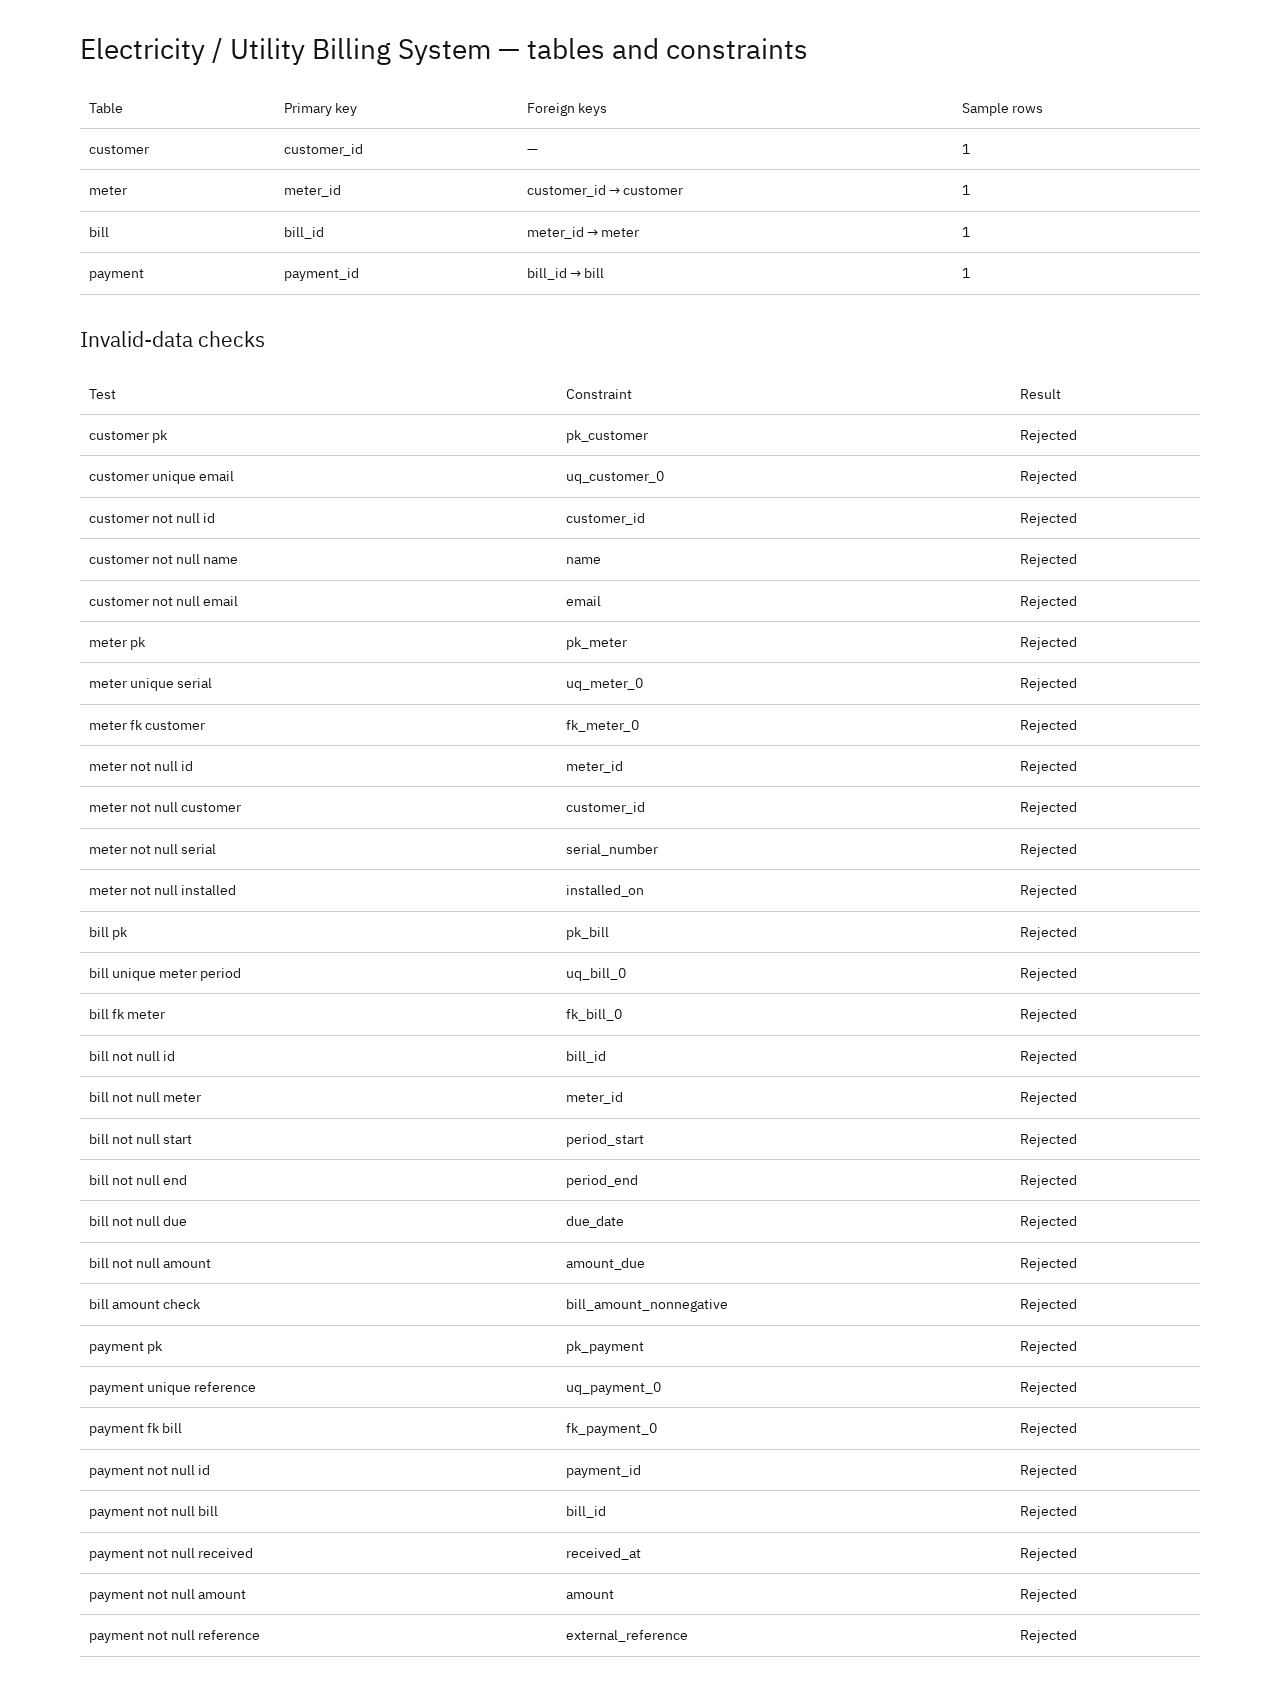 Electricity / Utility Billing System — tables and constraints
Table Primary key Foreign keys Sample rows
customer customer_id — 1
meter meter_id customer_id → customer 1
bill bill_id meter_id → meter 1
payment payment_id bill_id → bill 1
Invalid-data checks
Test Constraint Result
customer pk pk_customer Rejected
customer unique email uq_customer_0 Rejected
customer not null id customer_id Rejected
customer not null name name Rejected
customer not null email email Rejected
meter pk pk_meter Rejected
meter unique serial uq_meter_0 Rejected
meter fk customer fk_meter_0 Rejected
meter not null id meter_id Rejected
meter not null customer customer_id Rejected
meter not null serial serial_number Rejected
meter not null installed installed_on Rejected
bill pk pk_bill Rejected
bill unique meter period uq_bill_0 Rejected
bill fk meter fk_bill_0 Rejected
bill not null id bill_id Rejected
bill not null meter meter_id Rejected
bill not null start period_start Rejected
bill not null end period_end Rejected
bill not null due due_date Rejected
bill not null amount amount_due Rejected
bill amount check bill_amount_nonnegative Rejected
payment pk pk_payment Rejected
payment unique reference uq_payment_0 Rejected
payment fk bill fk_payment_0 Rejected
payment not null id payment_id Rejected
payment not null bill bill_id Rejected
payment not null received received_at Rejected
payment not null amount amount Rejected
payment not null reference external_reference Rejected